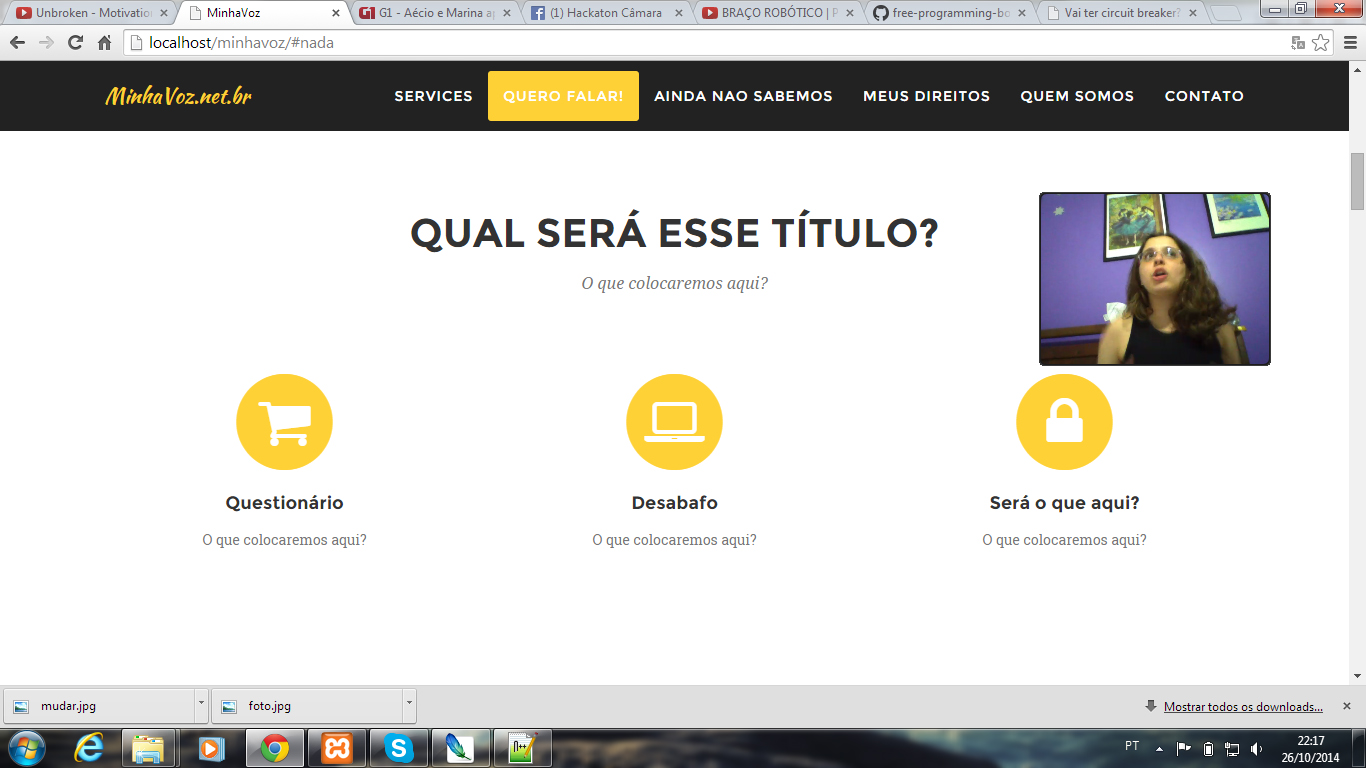 Unbroken - Motivation
MinhaVoz
G1 - Aécio e Marina ap
(1) Hackaton Câmara
BRAÇO ROBÓTICO | P
free-programming-bo
Vai ter circuit breaker?
localhost/minhavoz/#nada
MinhaVoz.net.br
SERVICES
QUERO FALAR!
AINDA NAO SABEMOS
MEUS DIREITOS
QUEM SOMOS
CONTATO
QUAL SERÁ ESSE TÍTULO?
O que colocaremos aqui?
Questionário
Desabafo
Será o que aqui?
O que colocaremos aqui?
O que colocaremos aqui?
O que colocaremos aqui?
mudar.jpg
foto.jpg
Mostrar todos os downloads...
PT
22:17
26/10/2014